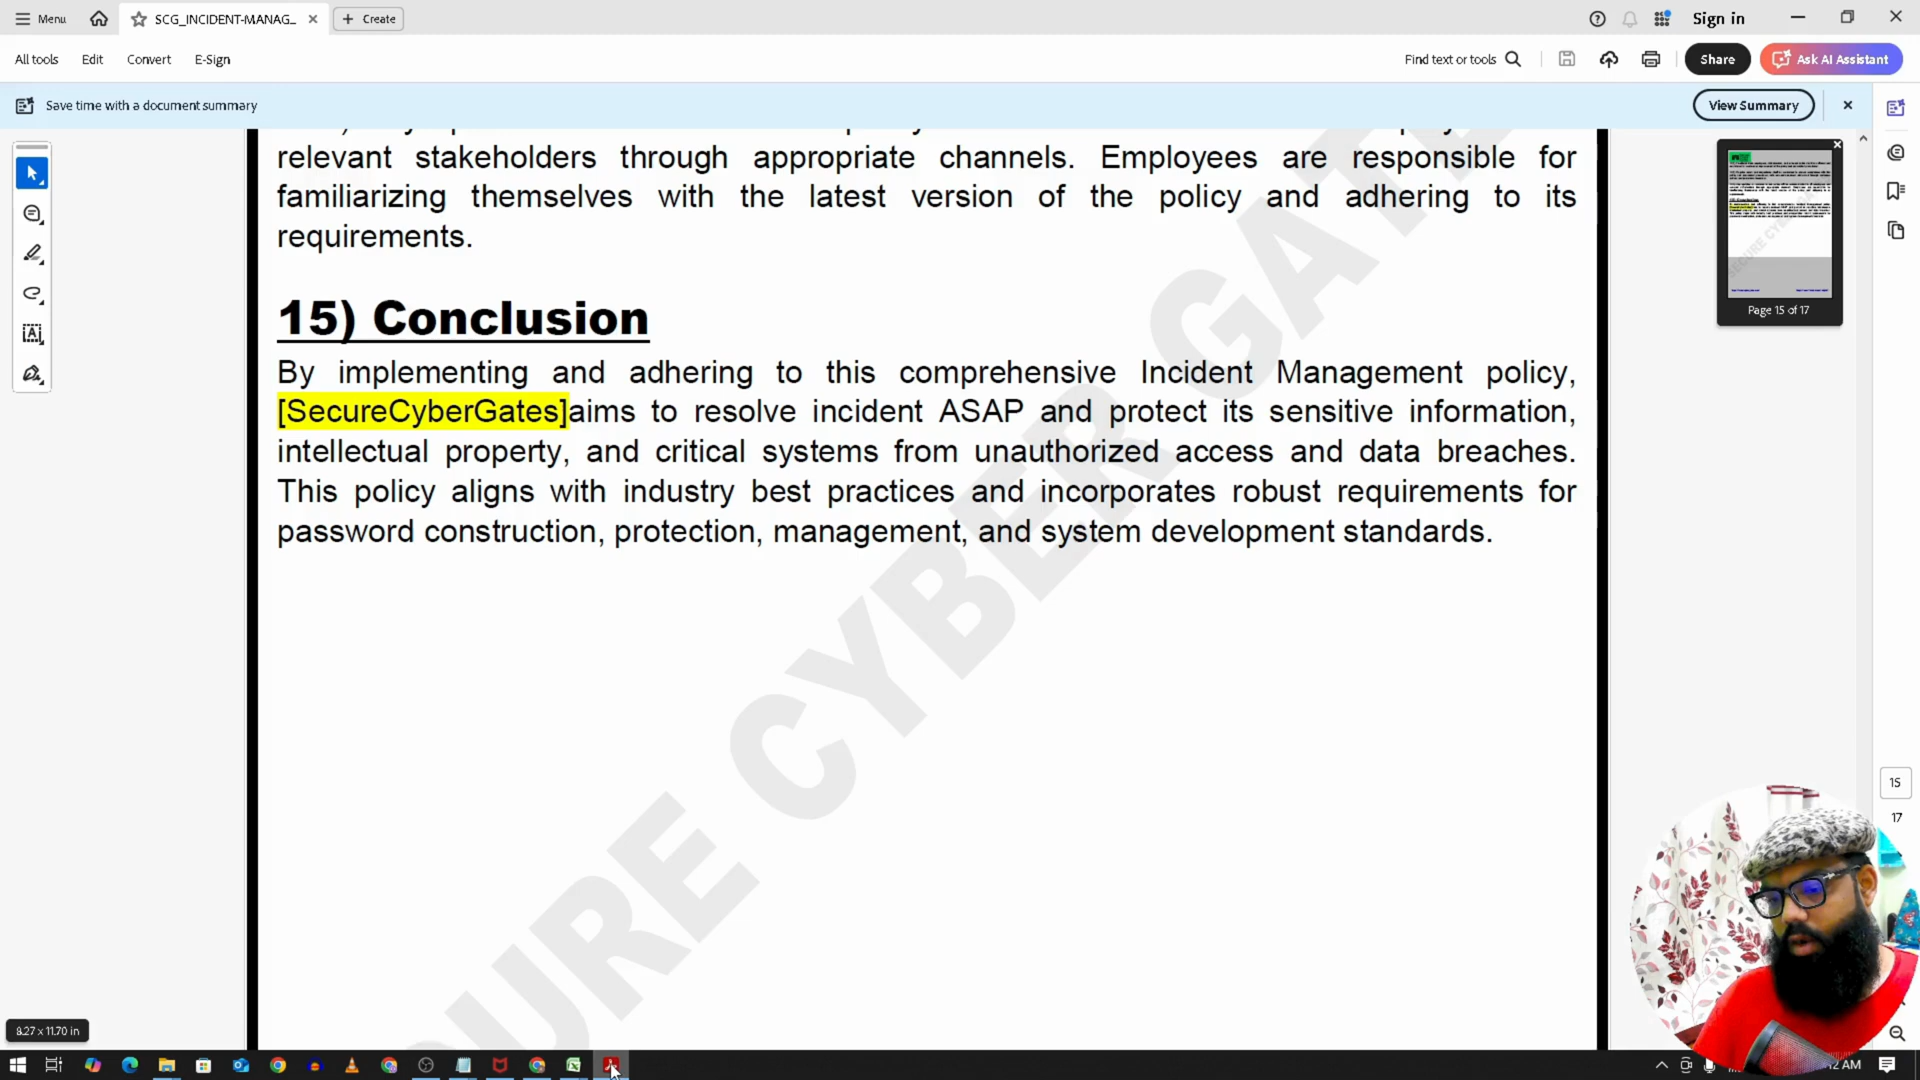 Menu
SCG_INCIDENT-MANAG...
Create
Sign in
All tools
Edit
Convert
E-Sign
Find text or tools
Share
Ask AI Assistant
Save time with a document summary
View Summary
relevant stakeholders through appropriate channels. Employees are responsible for
familiarizing themselves with the latest version of the policy and adhering to its
requirements.
15) Conclusion
By implementing and adhering to this comprehensive Incident Management policy,
[SecureCyberGates]aims to resolve incident ASAP and protect its sensitive information,
intellectual property, and critical systems from unauthorized access and data breaches.
This policy aligns with industry best practices and incorporates robust requirements for
password construction, protection, management, and system development standards.
URE CYBER GATE
Page 15 of 17
15
17
8.27 x 11.70 in